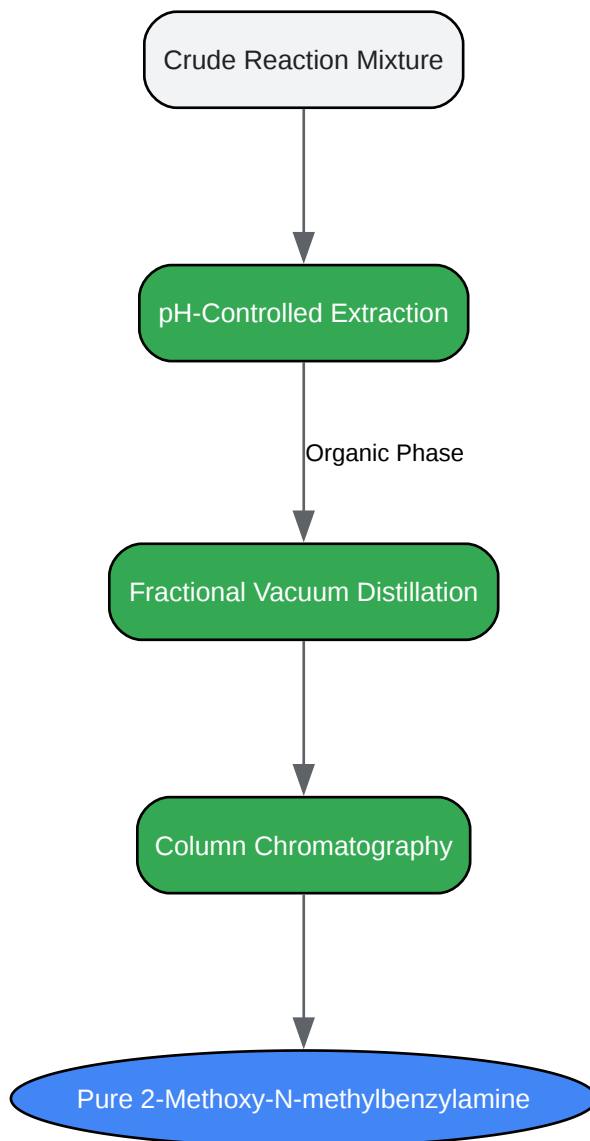 Crude Reaction Mixture
pH-Controlled Extraction
Organic Phase
Fractional Vacuum Distillation
Column Chromatography
Pure 2-Methoxy-N-methylbenzylamine